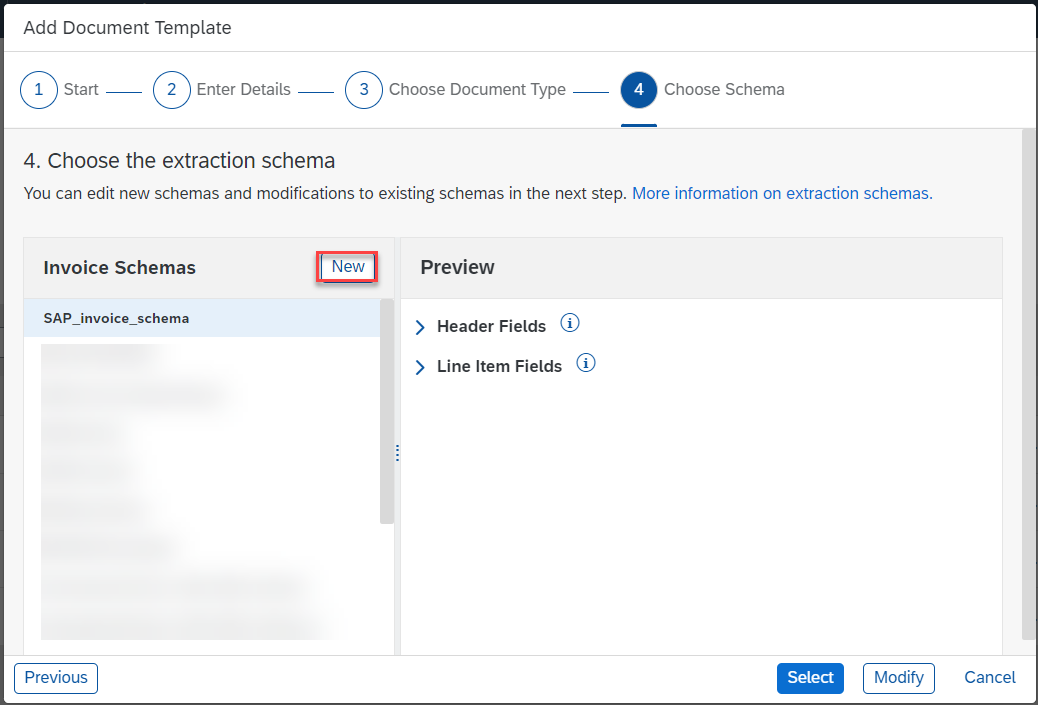 Add Document Template
1 Start 2 Enter Details 3 Choose Document Type 4 Choose Schema
4. Choose the extraction schema
You can edit new schemas and modifications to existing schemas in the next step. More information on extraction schemas.
Invoice Schemas New
Preview
SAP_invoice_schema
Header Fields
Line Item Fields
Previous Select Modify Cancel